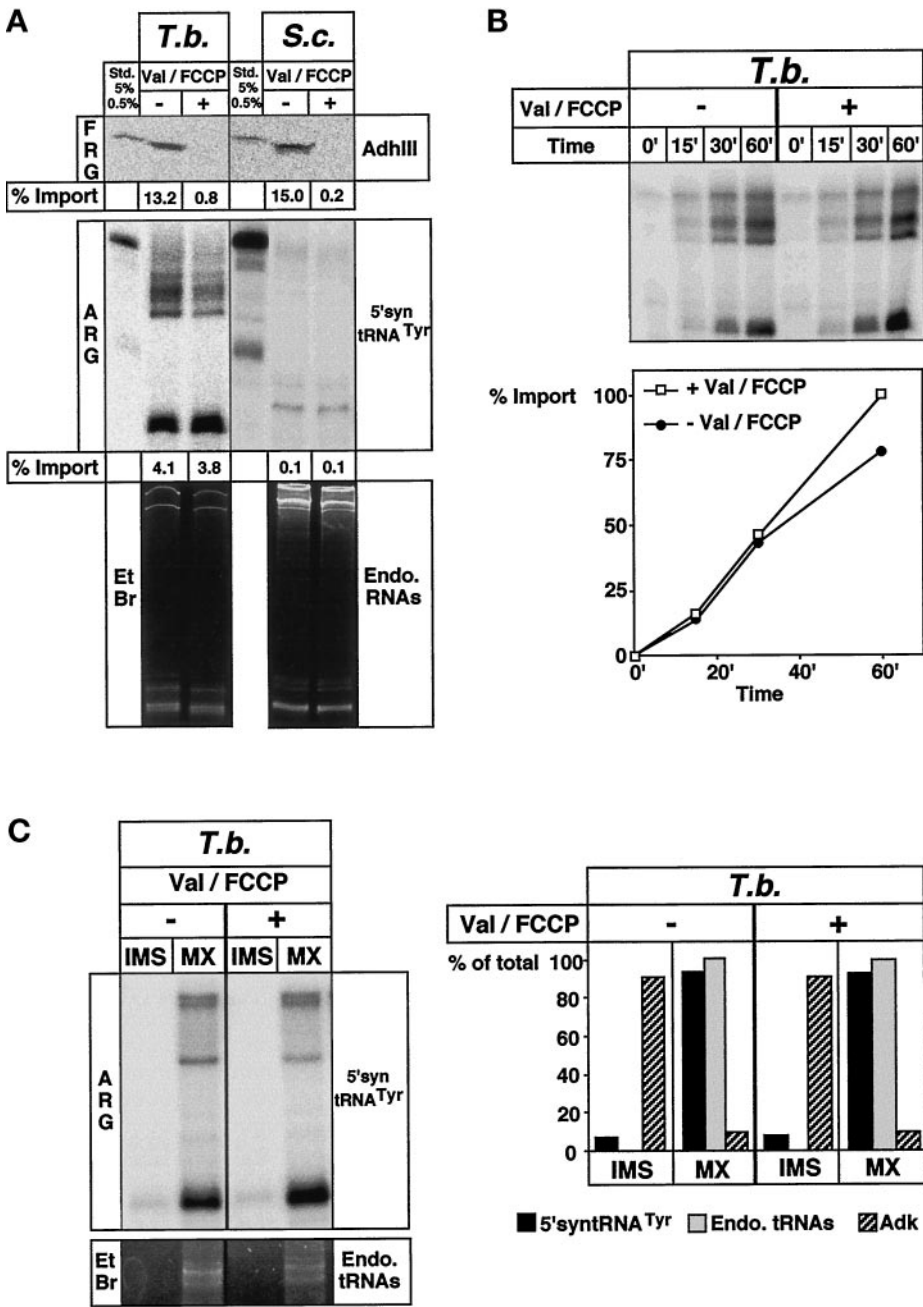 A
T.b. S.c.
Std. 5% 0.5% Val / FCCP Std. 5% 0.5% Val / FCCP
- + - +
FRG AdhIII
% Import 13.2 0.8 15.0 0.2
ARG 5'syn tRNA Tyr
% Import 4.1 3.8 0.1 0.1
Et Br Endo. RNAs
B
T.b.
Val / FCCP - +
Time 0' 15' 30' 60' 0' 15' 30' 60'
% Import 100
75
50
25
0
+ Val / FCCP
- Val / FCCP
0' 20' 40' 60'
Time
C
T.b.
Val / FCCP
- +
IMS MX IMS MX
ARG 5'syn tRNA Tyr
Et Br Endo. tRNAs
T.b.
Val / FCCP - +
% of total 100
80
60
40
20
0
IMS MX IMS MX
5'syntRNA Tyr Endo. tRNAs Adk